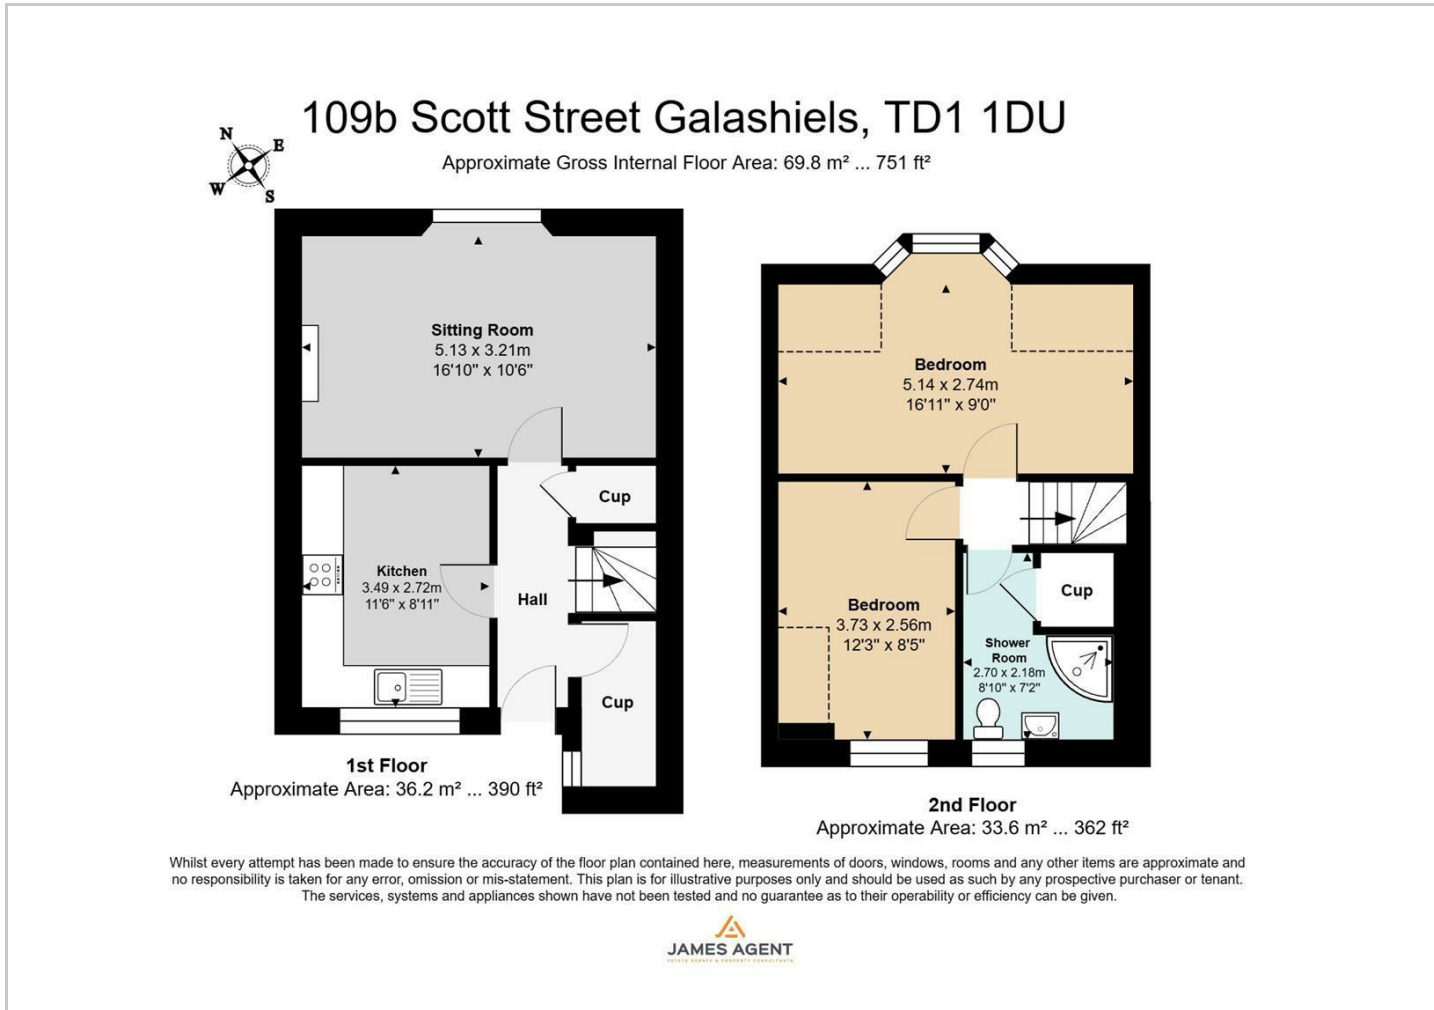 109b Scott Street Galashiels, TD1 1DU
Approximate Gross Internal Floor Area: 69.8 m² ... 751 ft²
N
E
W
S
Sitting Room
5.13 x 3.21m
16'10" x 10'6"
Cup
Kitchen
3.49 x 2.72m
11'6" x 8'11"
Hall
Cup
1st Floor
Approximate Area: 36.2 m² ... 390 ft²
Bedroom
5.14 x 2.74m
16'11" x 9'0"
Bedroom
3.73 x 2.56m
12'3" x 8'5"
Cup
Shower
Room
2.70 x 2.18m
8'10" x 7'2"
2nd Floor
Approximate Area: 33.6 m² ... 362 ft²
Whilst every attempt has been made to ensure the accuracy of the floor plan contained here, measurements of doors, windows, rooms and any other items are approximate and
no responsibility is taken for any error, omission or mis-statement. This plan is for illustrative purposes only and should be used as such by any prospective purchaser or tenant.
The services, systems and appliances shown have not been tested and no guarantee as to their operability or efficiency can be given.
JAMES AGENT
ESTATE AGENTS & PROPERTY CONSULTANTS